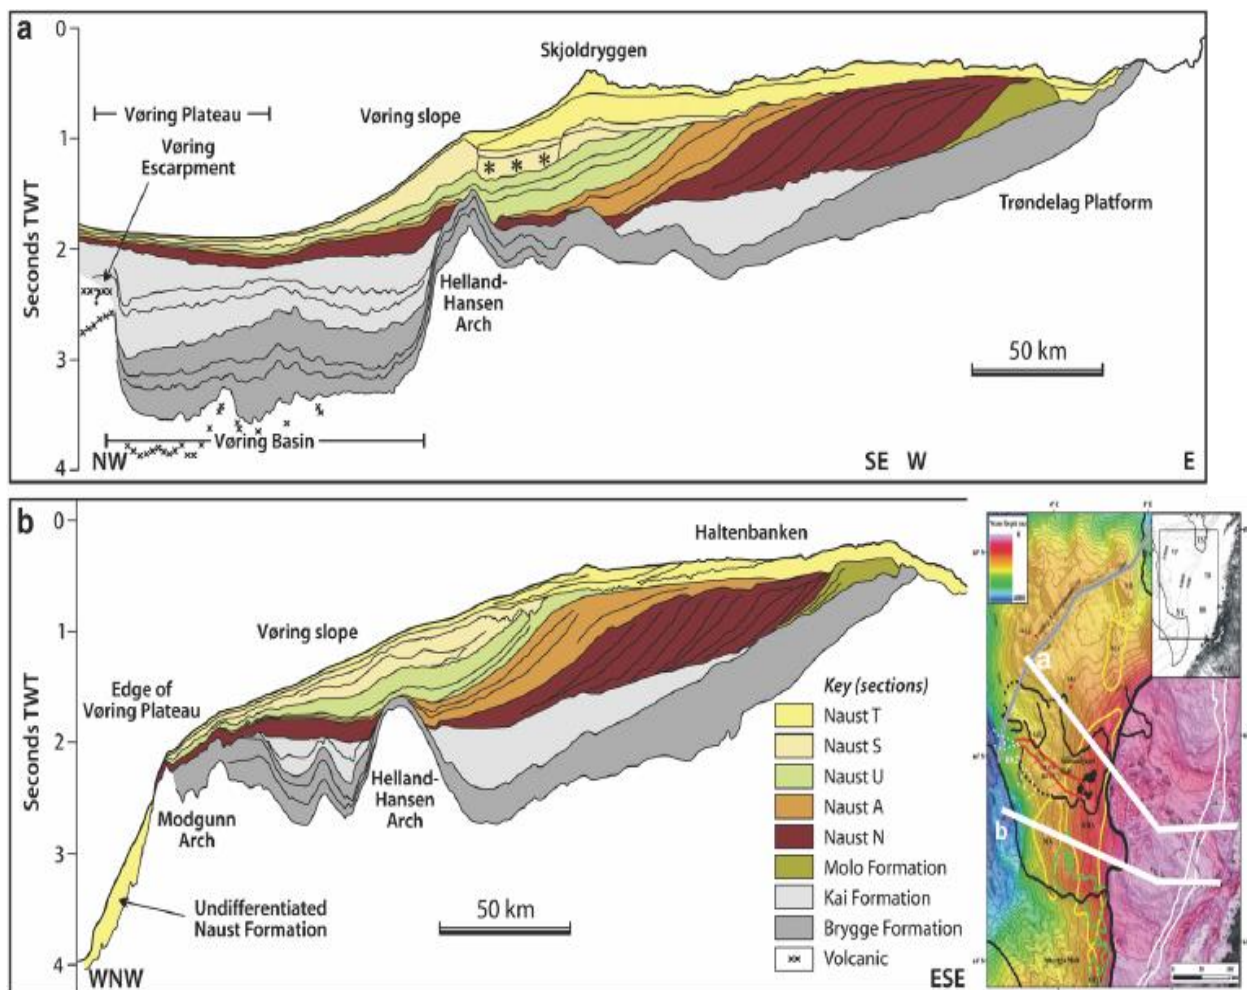 a
0
Skjoldryggen
Vøring Plateau
Vøring slope
1
Vøring
Escarpment
* * *
Trøndelag Platform
Seconds TWT
2
?
Helland-
Hansen
Arch
50 km
3
Vøring Basin
4
NW
SE W
E
b
0
Haltenbanken
Vøring slope
1
Edge of
Vøring Plateau
Seconds TWT
2
Modgunn
Arch
Helland-
Hansen
Arch
3
Undifferentiated
Naust Formation
50 km
4
WNW
ESE
Key (sections)
Naust T
Naust S
Naust U
Naust A
Naust N
Molo Formation
Kai Formation
Brygge Formation
Volcanic
a
b